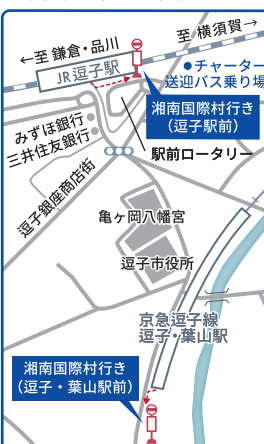 ←至 鎌倉・品川
至 横須賀→
JR 逗子駅
●チャーター
送迎バス乗り場
湘南国際村行き
（逗子駅前）
みずほ銀行
三井住友銀行
駅前ロータリー
逗子銀座商店街
亀ヶ岡八幡宮
逗子市役所
京急逗子線
逗子・葉山駅
湘南国際村行き
（逗子・葉山駅前）